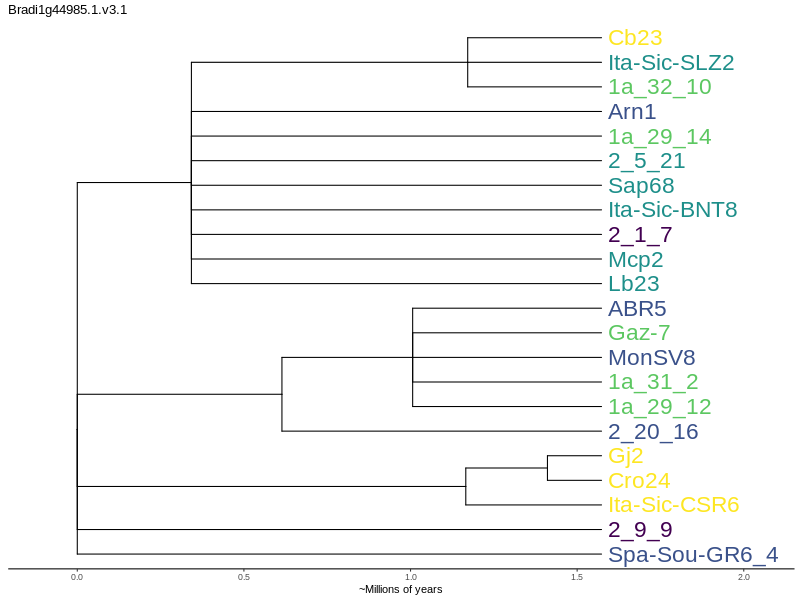 Bradi1g44985.1.v3.1
Cb23
Ita-Sic-SLZ2
1a_32_10
Arn1
1a_29_14
2_5_21
Sap68
Ita-Sic-BNT8
2_1_7
Mcp2
Lb23
ABR5
Gaz-7
MonSV8
1a_31_2
1a_29_12
2_20_16
Gj2
Cro24
Ita-Sic-CSR6
2_9_9
Spa-Sou-GR6_4
0.0 0.5 1.0 1.5 2.0
~Millions of years